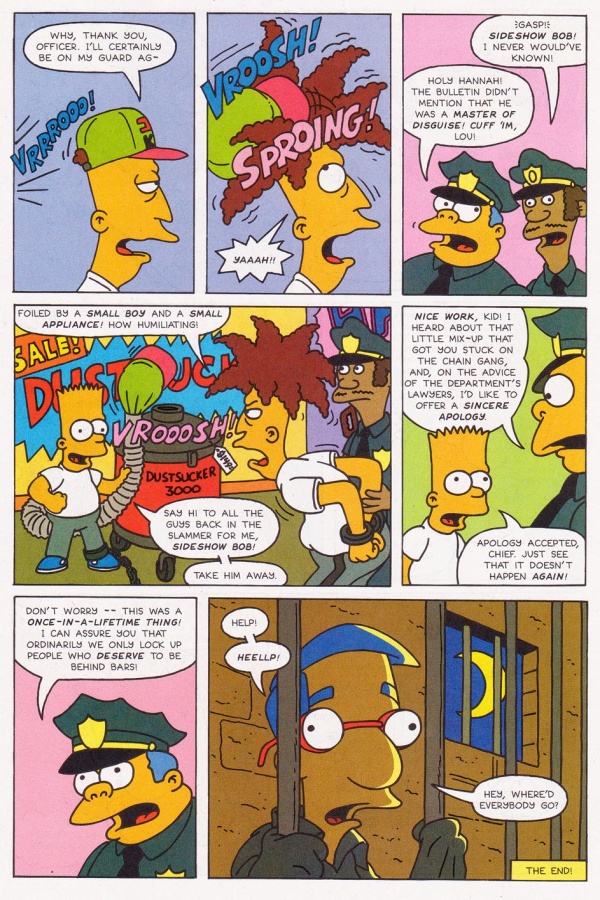 WHY, THANK YOU,
OFFICER. I'LL CERTAINLY
BE ON MY GUARD AG-
VRRROOO!
VROOSH!
SPROING!
YAAAH!!
GASP!
SIDESHOW BOB!
I NEVER WOULD'VE
KNOWN!
HOLY HANNAH!
THE BULLETIN DIDN'T
MENTION THAT HE
WAS A MASTER OF
DISGUISE! CUFF 'IM,
LOU!
FOILED BY A SMALL BOY AND A SMALL
APPLIANCE! HOW HUMILIATING!
SALE!
VROOOSH!
DUSTSUCKER
3000
SAY HI TO ALL THE
GUYS BACK IN THE
SLAMMER FOR ME,
SIDESHOW BOB!
TAKE HIM AWAY.
NICE WORK, KID! I
HEARD ABOUT THAT
LITTLE MIX-UP THAT
GOT YOU STUCK ON
THE CHAIN GANG,
AND, ON THE ADVICE
OF THE DEPARTMENT'S
LAWYERS, I'D LIKE TO
OFFER A SINCERE
APOLOGY.
APOLOGY ACCEPTED,
CHIEF. JUST SEE
THAT IT DOESN'T
HAPPEN AGAIN!
DON'T WORRY -- THIS WAS A
ONCE-IN-A-LIFETIME THING!
I CAN ASSURE YOU THAT
ORDINARILY WE ONLY LOCK UP
PEOPLE WHO DESERVE TO BE
BEHIND BARS!
HELP!
HEELLP!
HEY, WHERE'D
EVERYBODY GO?
THE END!